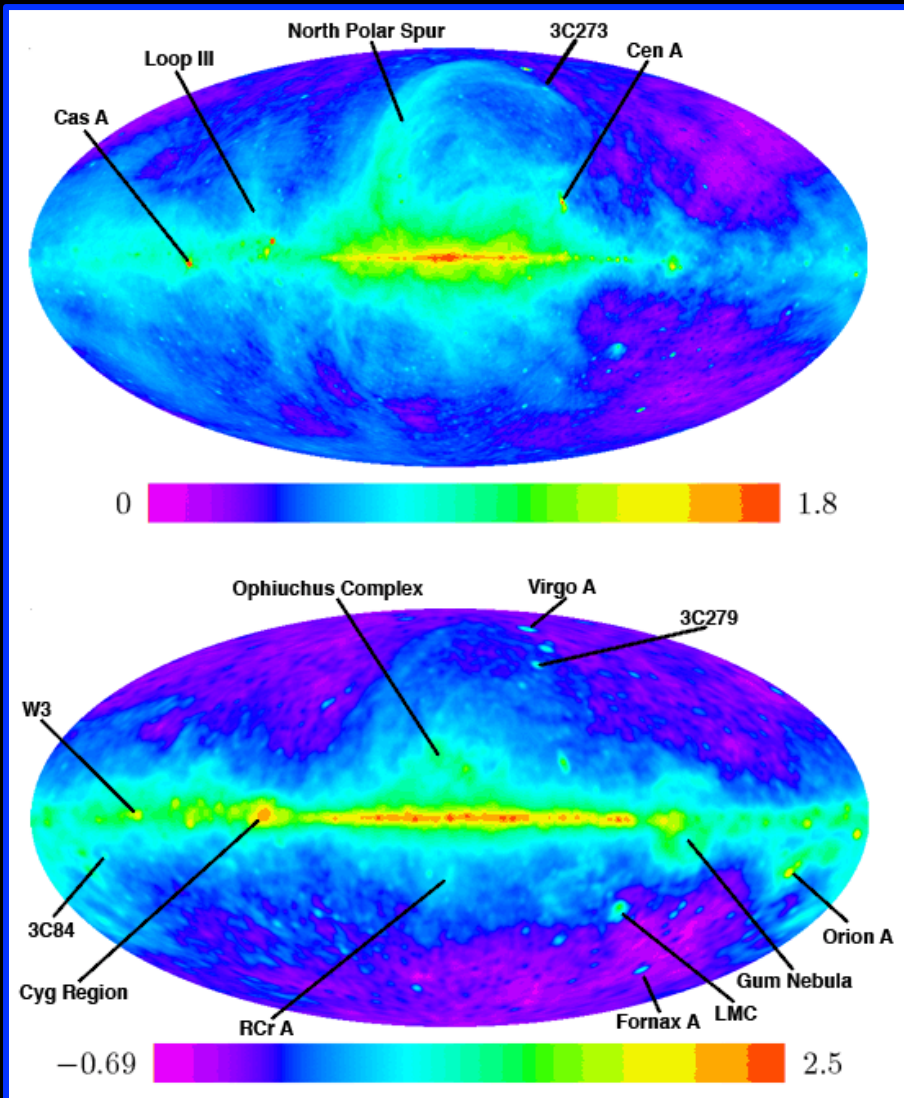 North Polar Spur
3C273
Loop III
Cen A
Cas A
0
1.8
Ophiuchus Complex
Virgo A
3C279
W3
3C84
Orion A
Cyg Region
Gum Nebula
RCr A
LMC
Fornax A
−0.69
2.5